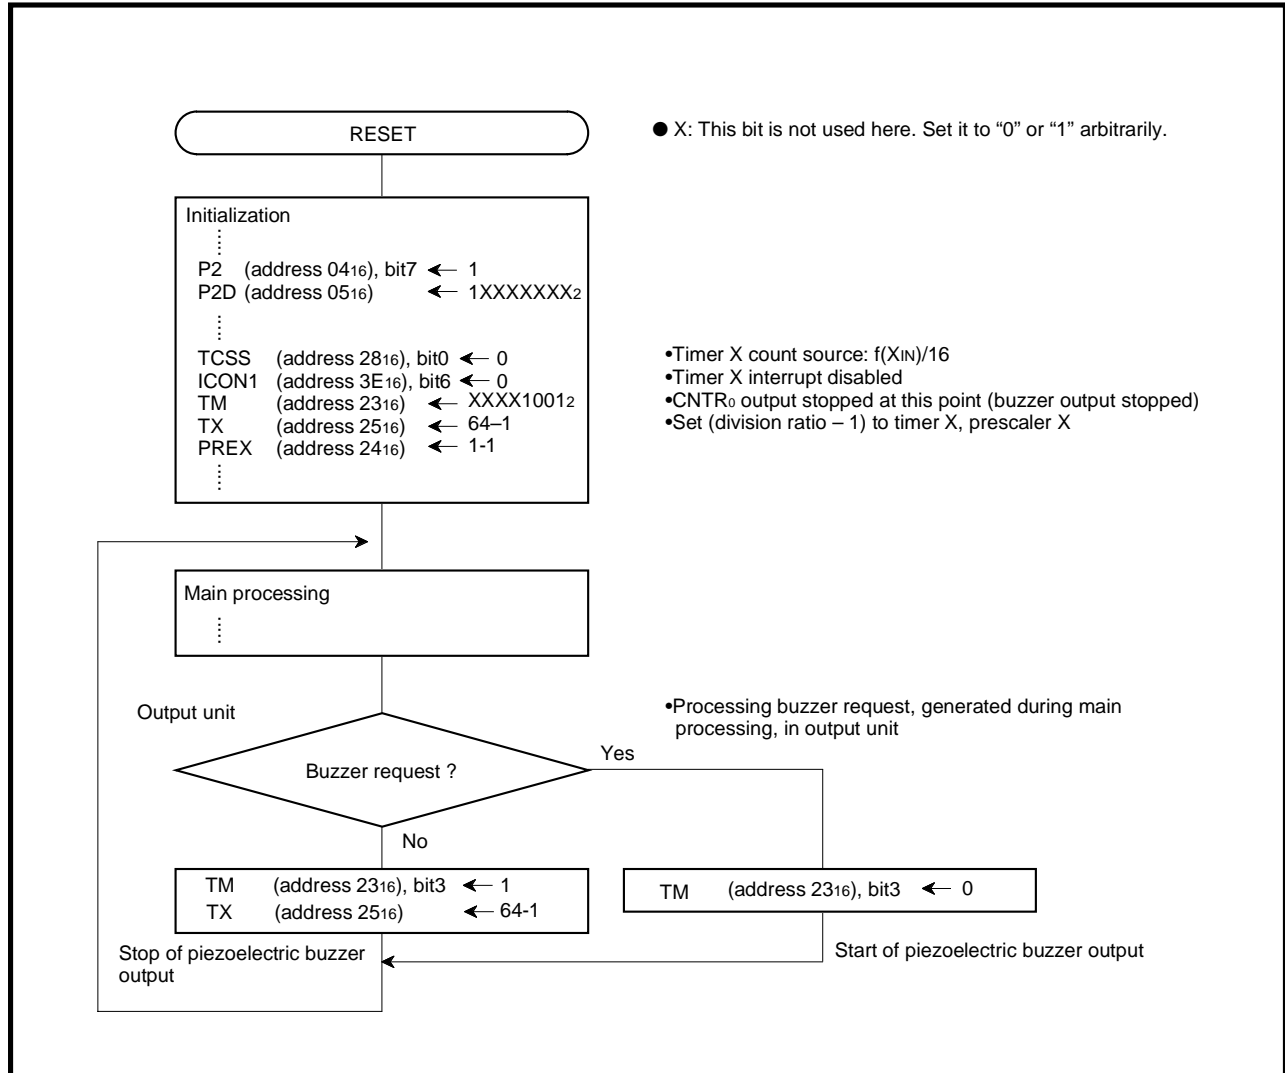 RESET
● X: This bit is not used here. Set it to “0” or “1” arbitrarily.
Initialization
P2 (address 0416), bit7 ← 1
P2D (address 0516) ← 1XXXXXXX2
TCSS (address 2816), bit0 ← 0
ICON1 (address 3E16), bit6 ← 0
TM (address 2316) ← XXXX10012
TX (address 2516) ← 64–1
PREX (address 2416) ← 1-1
•Timer X count source: f(XIN)/16
•Timer X interrupt disabled
•CNTR0 output stopped at this point (buzzer output stopped)
•Set (division ratio – 1) to timer X, prescaler X
Main processing
Output unit
•Processing buzzer request, generated during main
processing, in output unit
Buzzer request ?
Yes
No
TM (address 2316), bit3 ← 1
TX (address 2516) ← 64-1
TM (address 2316), bit3 ← 0
Stop of piezoelectric buzzer
output
Start of piezoelectric buzzer output